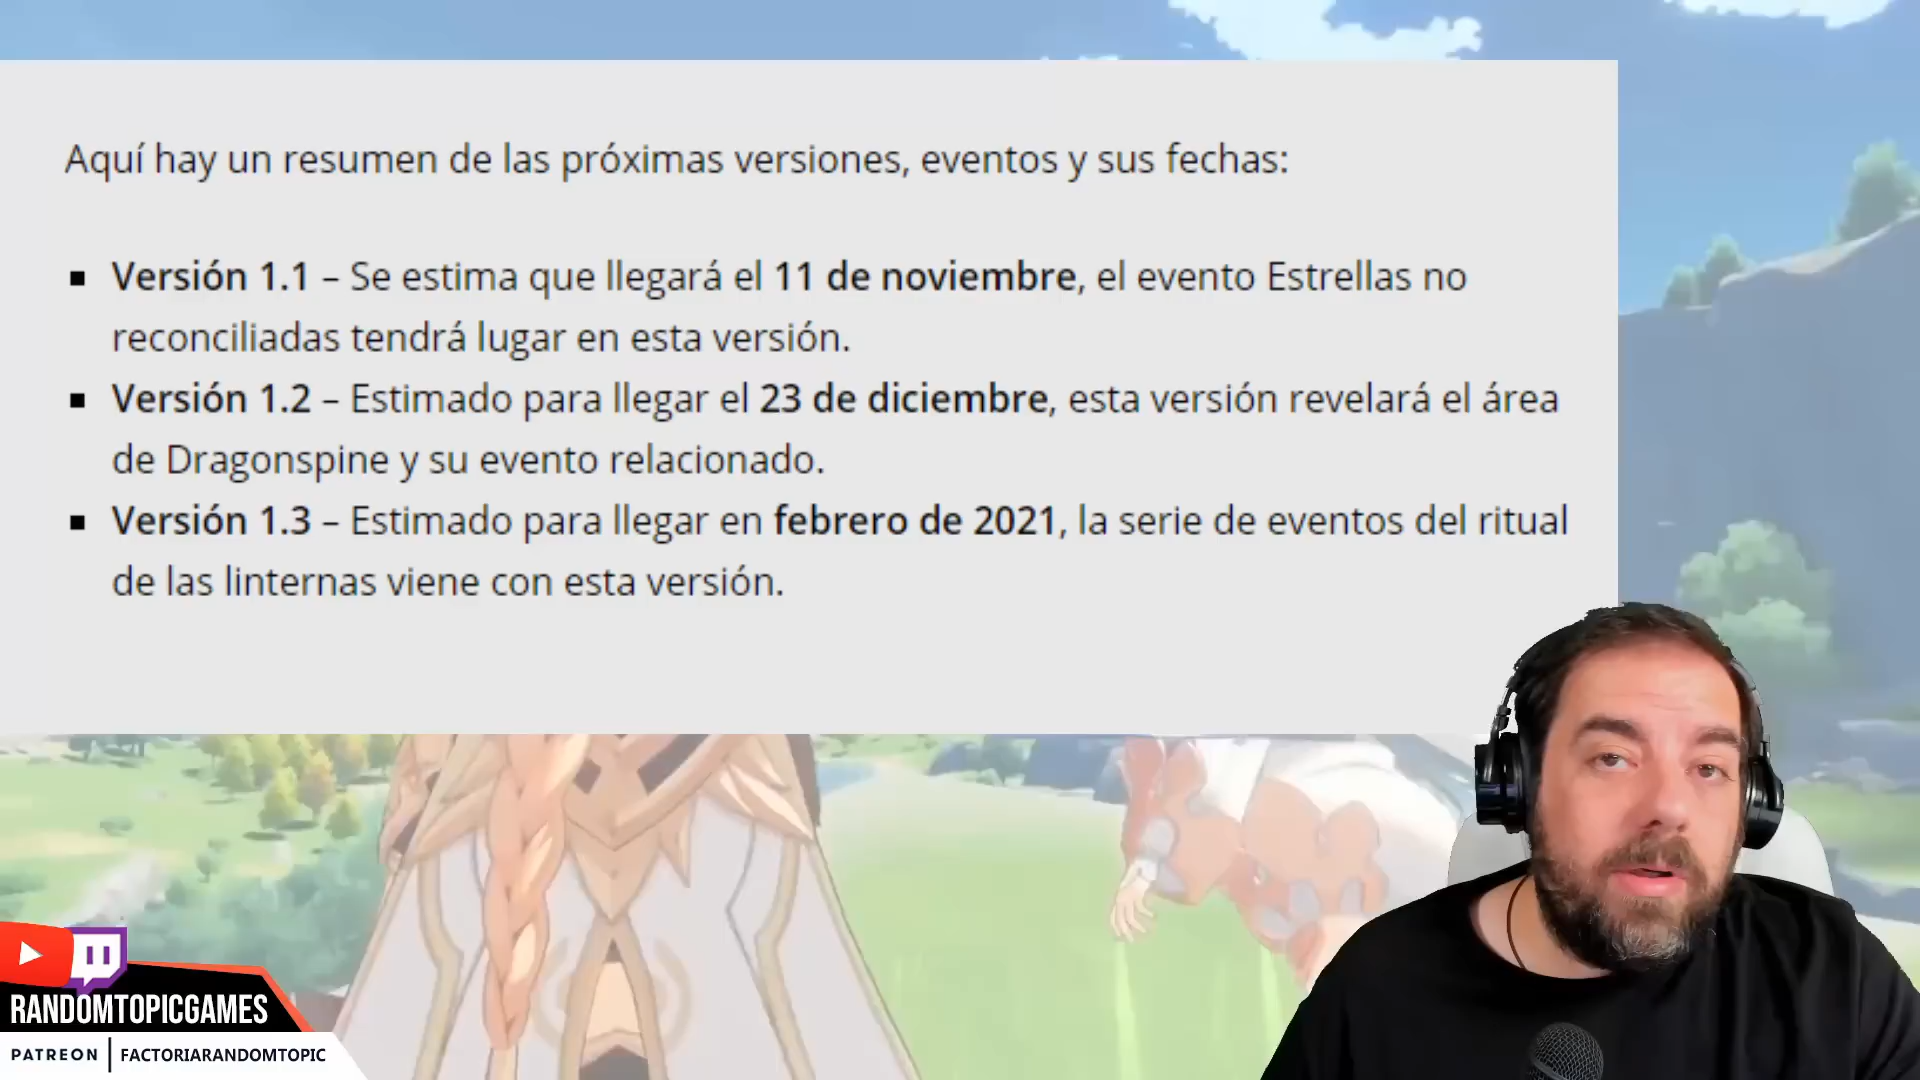 Aquí hay un resumen de las próximas versiones, eventos y sus fechas:
▪ Versión 1.1 – Se estima que llegará el 11 de noviembre, el evento Estrellas no
reconciliadas tendrá lugar en esta versión.
▪ Versión 1.2 – Estimado para llegar el 23 de diciembre, esta versión revelará el área
de Dragonspine y su evento relacionado.
▪ Versión 1.3 – Estimado para llegar en febrero de 2021, la serie de eventos del ritual
de las linternas viene con esta versión.
RANDOMTOPICGAMES
PATREON | FACTORIARANDOMTOPIC